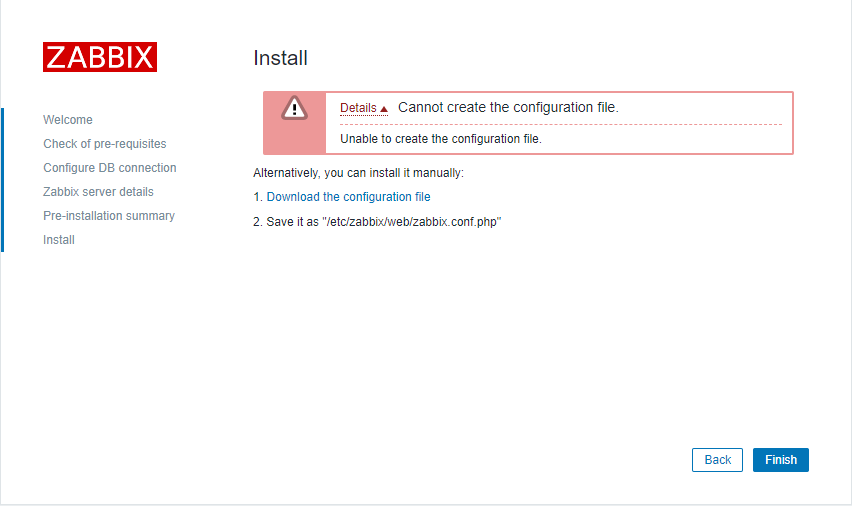 ZABBIX
Welcome
Check of pre-requisites
Configure DB connection
Zabbix server details
Pre-installation summary
Install
Install
Details Cannot create the configuration file.
Unable to create the configuration file.
Alternatively, you can install it manually:
1. Download the configuration file
2. Save it as "/etc/zabbix/web/zabbix.conf.php"
Back Finish